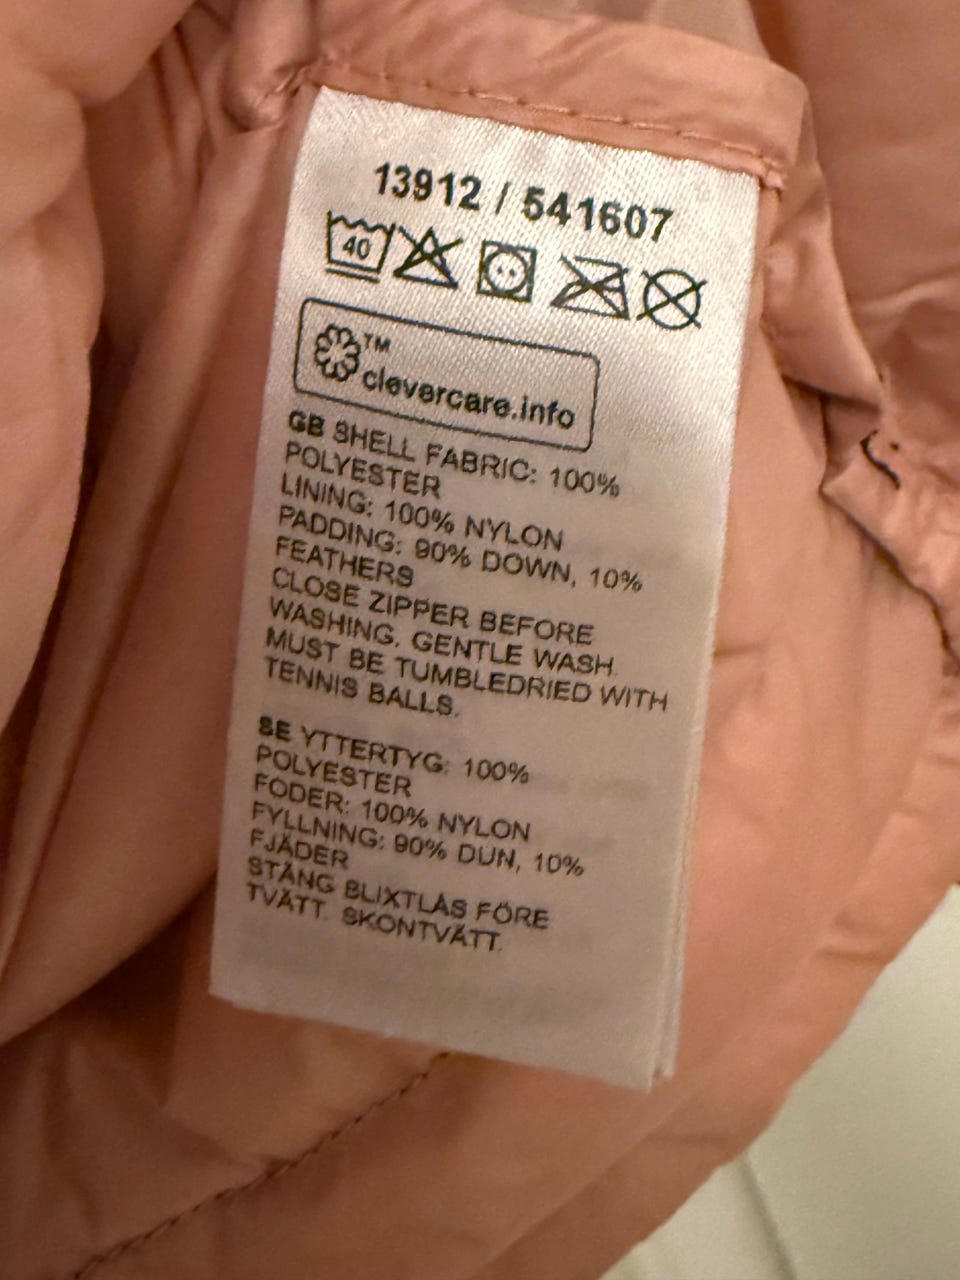 13912 / 541607
40
TM
clevercare.info
GB SHELL FABRIC: 100%
POLYESTER
LINING: 100% NYLON
PADDING: 90% DOWN, 10%
FEATHERS
CLOSE ZIPPER BEFORE
WASHING. GENTLE WASH.
MUST BE TUMBLEDRIED WITH
TENNIS BALLS.
SE YTTERTYG: 100%
POLYESTER
FODER: 100% NYLON
FYLLNING: 90% DUN, 10%
FJÄDER
STÄNG BLIXTLÅS FÖRE
TVÄTT. SKONTVÄTT.